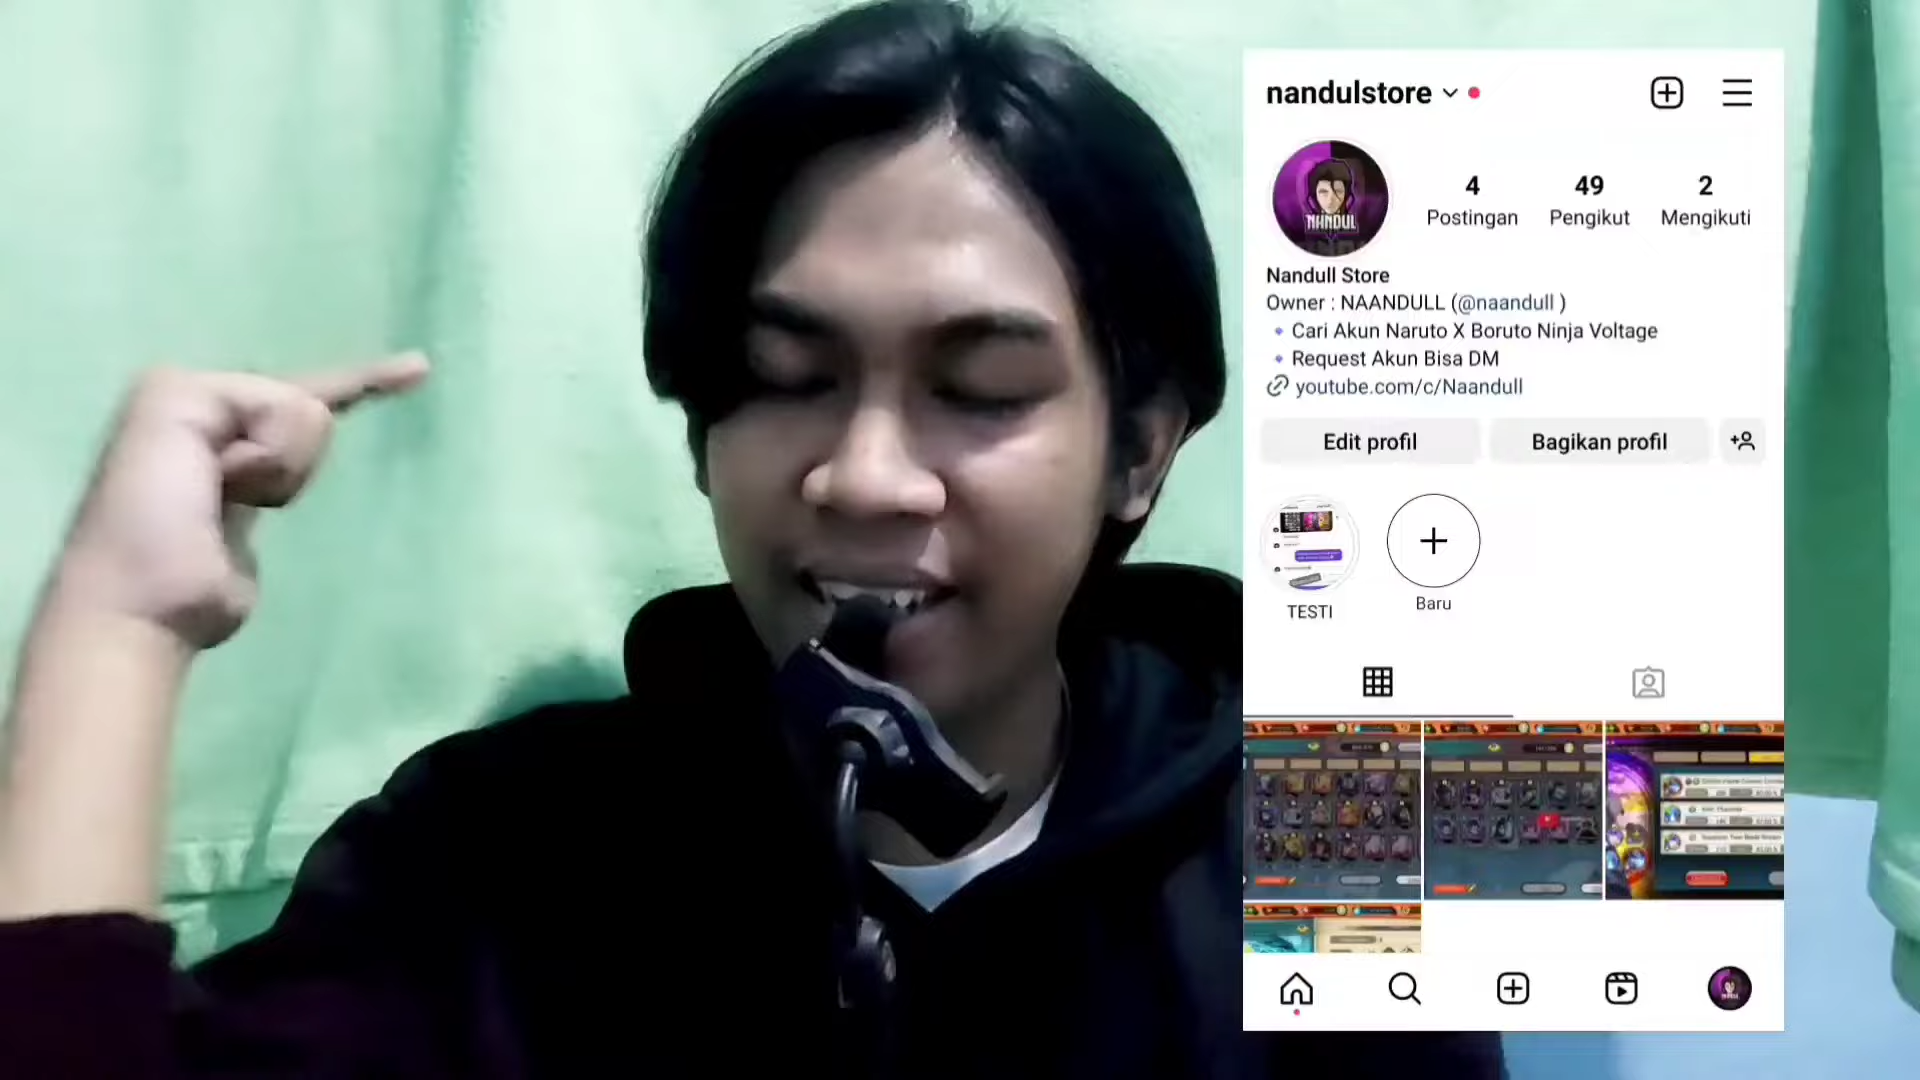 nandulstore
4 49 2
Postingan Pengikut Mengikuti
NANDUL
Nandull Store
Owner : NAANDULL (@naandull )
Cari Akun Naruto X Boruto Ninja Voltage
Request Akun Bisa DM
youtube.com/c/Naandull
Edit profil Bagikan profil
TESTI Baru